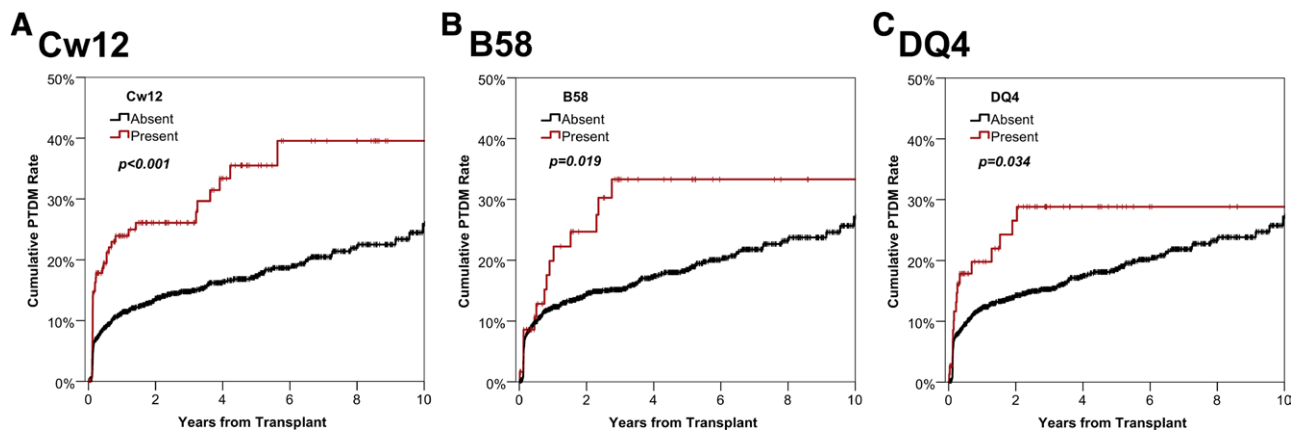 A Cw12
Cumulative PTDM Rate
50%
40%
30%
20%
10%
0%
Cw12
Absent
Present
p<0.001
0 2 4 6 8 10
Years from Transplant
B B58
Cumulative PTDM Rate
50%
40%
30%
20%
10%
0%
B58
Absent
Present
p=0.019
0 2 4 6 8 10
Years from Transplant
C DQ4
Cumulative PTDM Rate
50%
40%
30%
20%
10%
0%
DQ4
Absent
Present
p=0.034
0 2 4 6 8 10
Years from Transplant